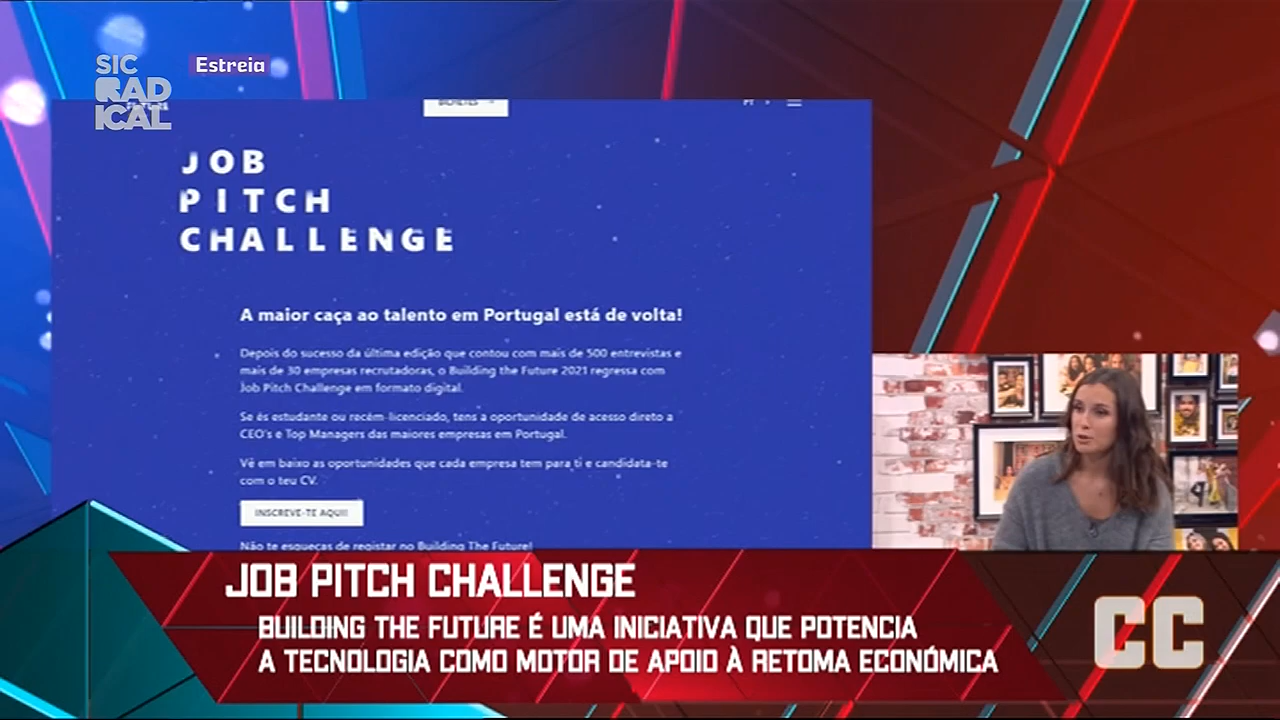 SIC
RAD
ICAL
Estreia
PT
JOB
PITCH
CHALLENGE
A maior caça ao talento em Portugal está de volta!
Depois do sucesso da última edição que contou com mais de 500 entrevistas e
mais de 30 empresas recrutadoras, o Building the Future 2021 regressa com
Job Pitch Challenge em formato digital.
Se és estudante ou recém-licenciado, tens a oportunidade de acesso direto a
CEO's e Top Managers das maiores empresas em Portugal.
Vê em baixo as oportunidades que cada empresa tem para ti e candidata-te
com o teu CV.
INSCREVE-TE AQUI!
Não te esqueças de registar no Building The Future!
JOB PITCH CHALLENGE
BUILDING THE FUTURE É UMA INICIATIVA QUE POTENCIA
A TECNOLOGIA COMO MOTOR DE APOIO À RETOMA ECONÓMICA
CC